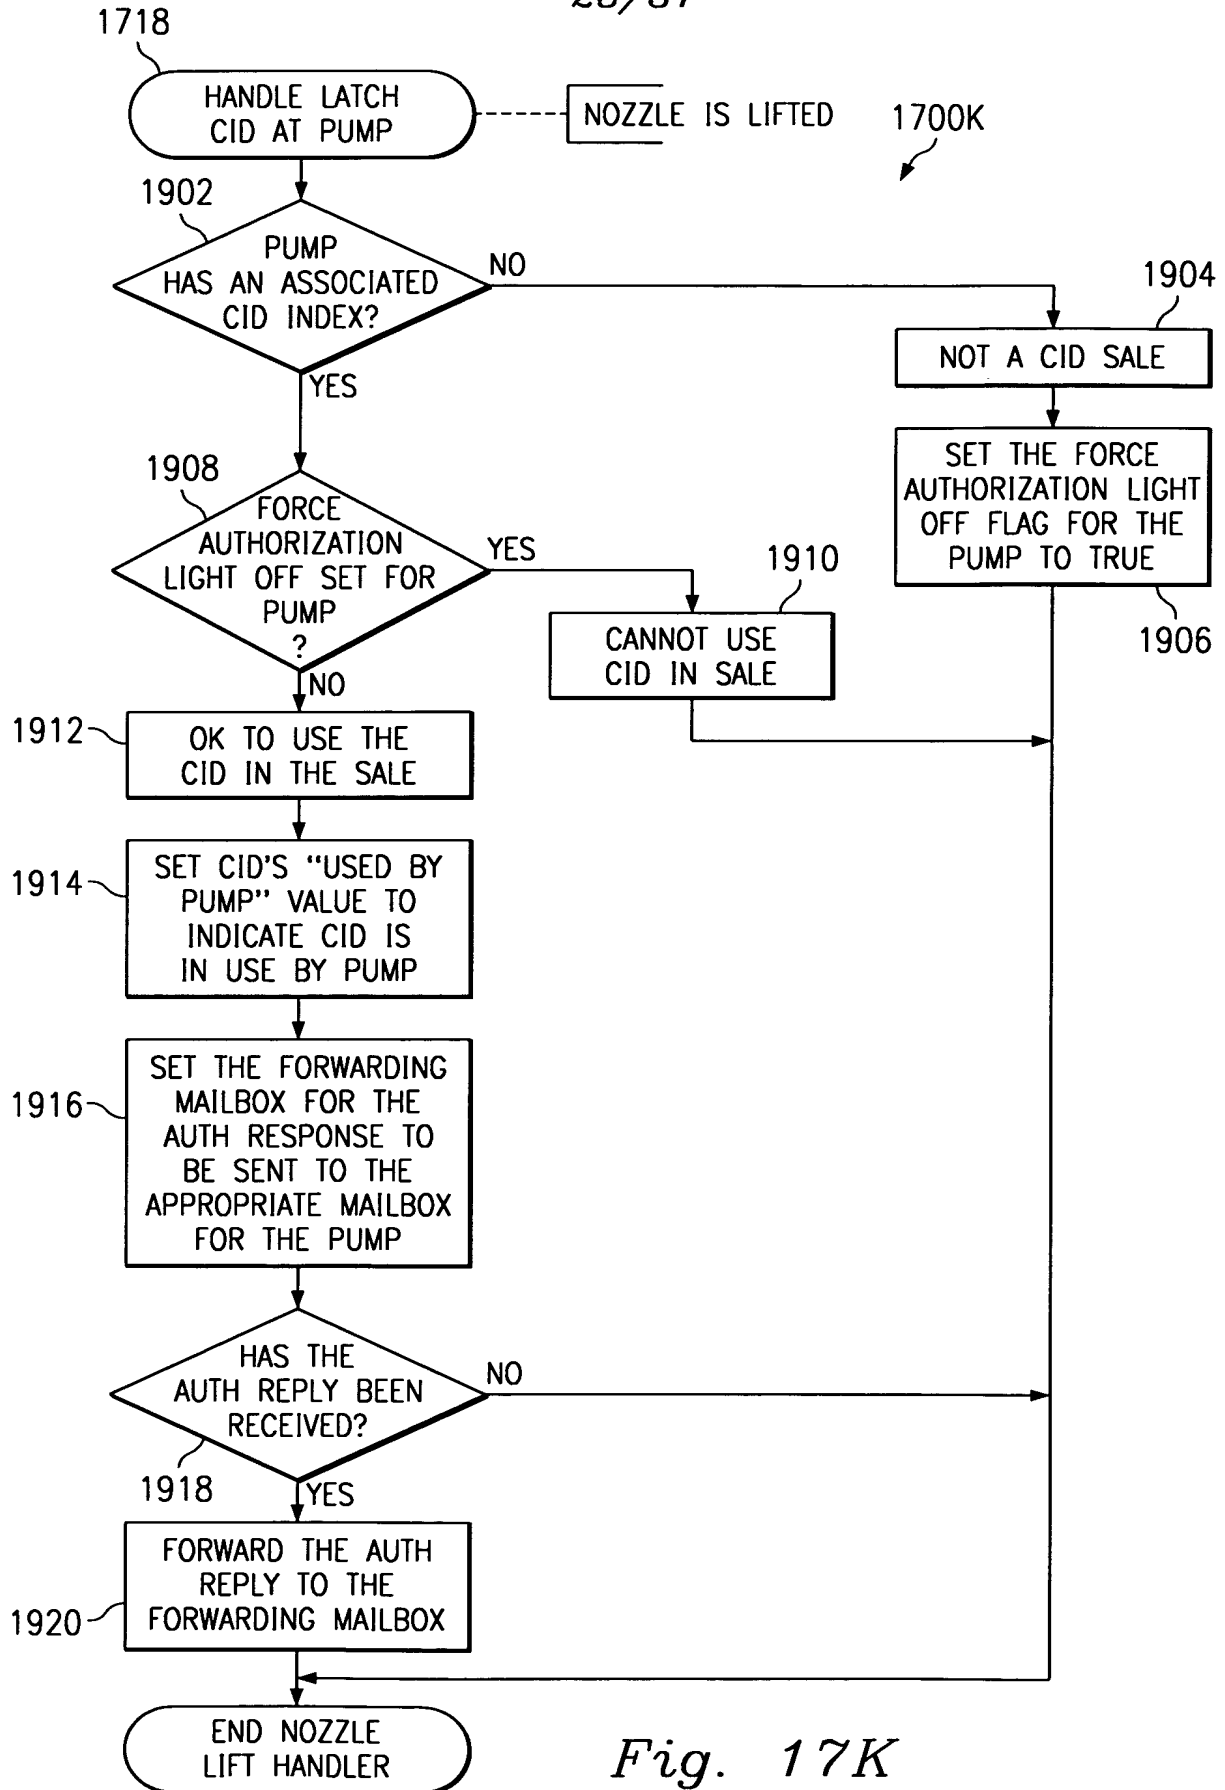 1718
HANDLE LATCH
CID AT PUMP
NOZZLE IS LIFTED
1700K
1902
PUMP
HAS AN ASSOCIATED
CID INDEX?
NO
YES
1904
NOT A CID SALE
SET THE FORCE
AUTHORIZATION LIGHT
OFF FLAG FOR THE
PUMP TO TRUE
1906
1908
FORCE
AUTHORIZATION
LIGHT OFF SET FOR
PUMP
?
YES
NO
1910
CANNOT USE
CID IN SALE
1912
OK TO USE THE
CID IN THE SALE
1914
SET CID'S "USED BY
PUMP" VALUE TO
INDICATE CID IS
IN USE BY PUMP
1916
SET THE FORWARDING
MAILBOX FOR THE
AUTH RESPONSE TO
BE SENT TO THE
APPROPRIATE MAILBOX
FOR THE PUMP
HAS THE
AUTH REPLY BEEN
RECEIVED?
NO
1918
YES
FORWARD THE AUTH
REPLY TO THE
FORWARDING MAILBOX
1920
END NOZZLE
LIFT HANDLER
Fig. 17K